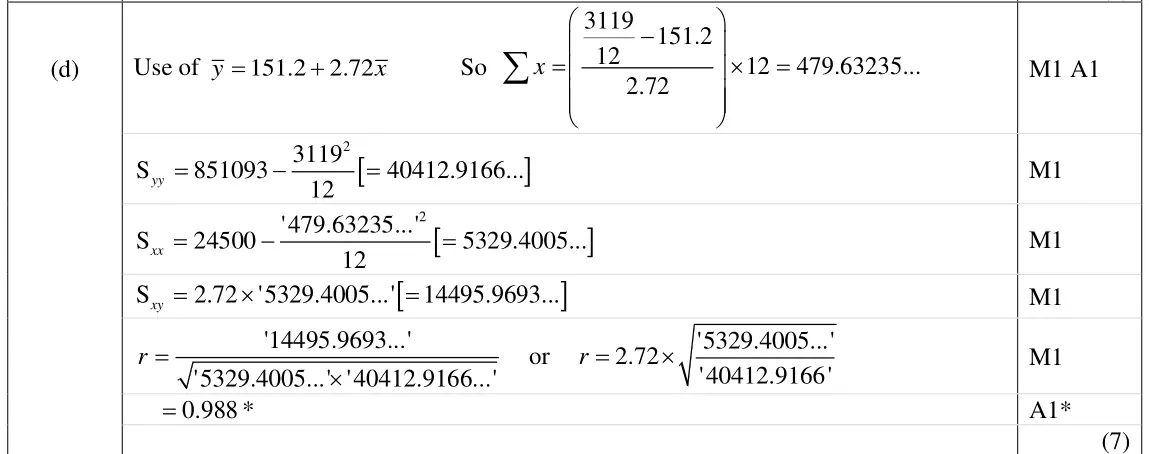 (d) Use of y̅ = 151.2 + 2.72x̅ So ∑x = ((3119/12 − 151.2)/2.72) × 12 = 479.63235... M1 A1
S_yy = 851093 − 3119²/12 [= 40412.9166...] M1
S_xx = 24500 − '479.63235...'²/12 [= 5329.4005...] M1
S_xy = 2.72 × '5329.4005...' [= 14495.9693...] M1
r = '14495.9693...'/√('5329.4005...' × '40412.9166...') or r = 2.72 × √('5329.4005...'/'40412.9166') M1
= 0.988 * A1*
(7)